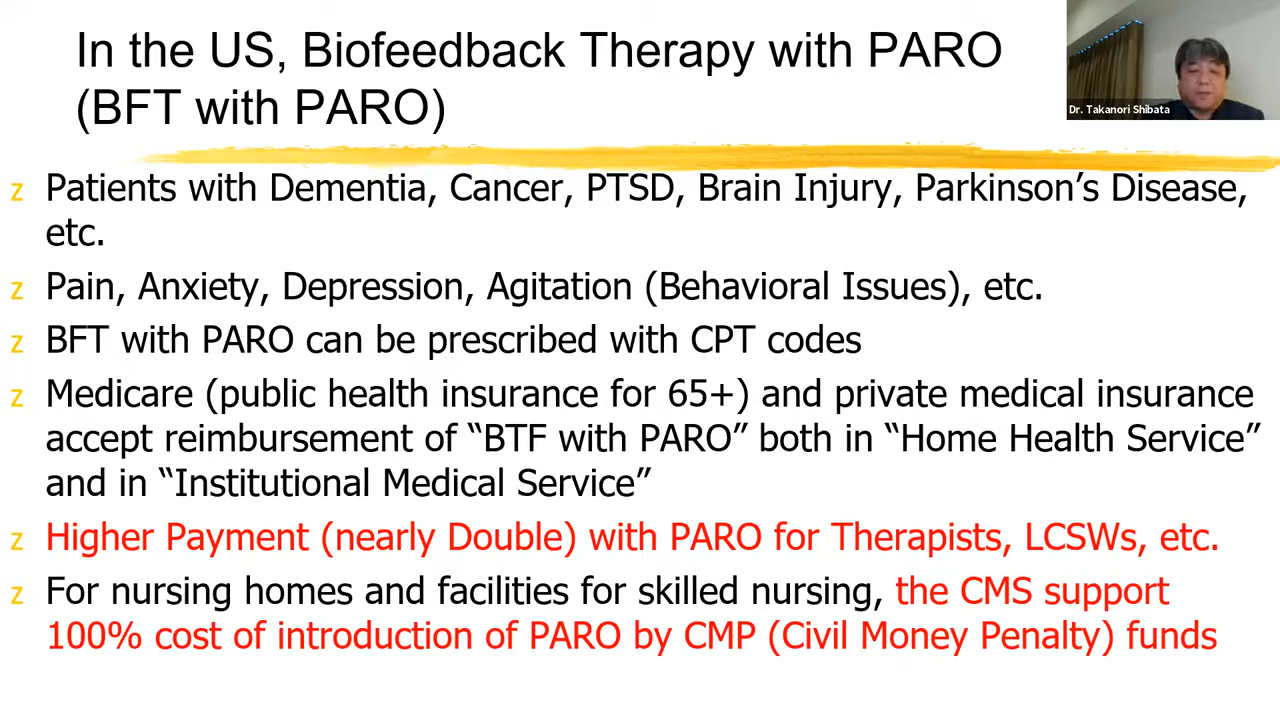 In the US, Biofeedback Therapy with PARO
(BFT with PARO)
Dr. Takanori Shibata
z Patients with Dementia, Cancer, PTSD, Brain Injury, Parkinson’s Disease,
etc.
z Pain, Anxiety, Depression, Agitation (Behavioral Issues), etc.
z BFT with PARO can be prescribed with CPT codes
z Medicare (public health insurance for 65+) and private medical insurance
accept reimbursement of “BTF with PARO” both in “Home Health Service”
and in “Institutional Medical Service”
z Higher Payment (nearly Double) with PARO for Therapists, LCSWs, etc.
z For nursing homes and facilities for skilled nursing, the CMS support
100% cost of introduction of PARO by CMP (Civil Money Penalty) funds